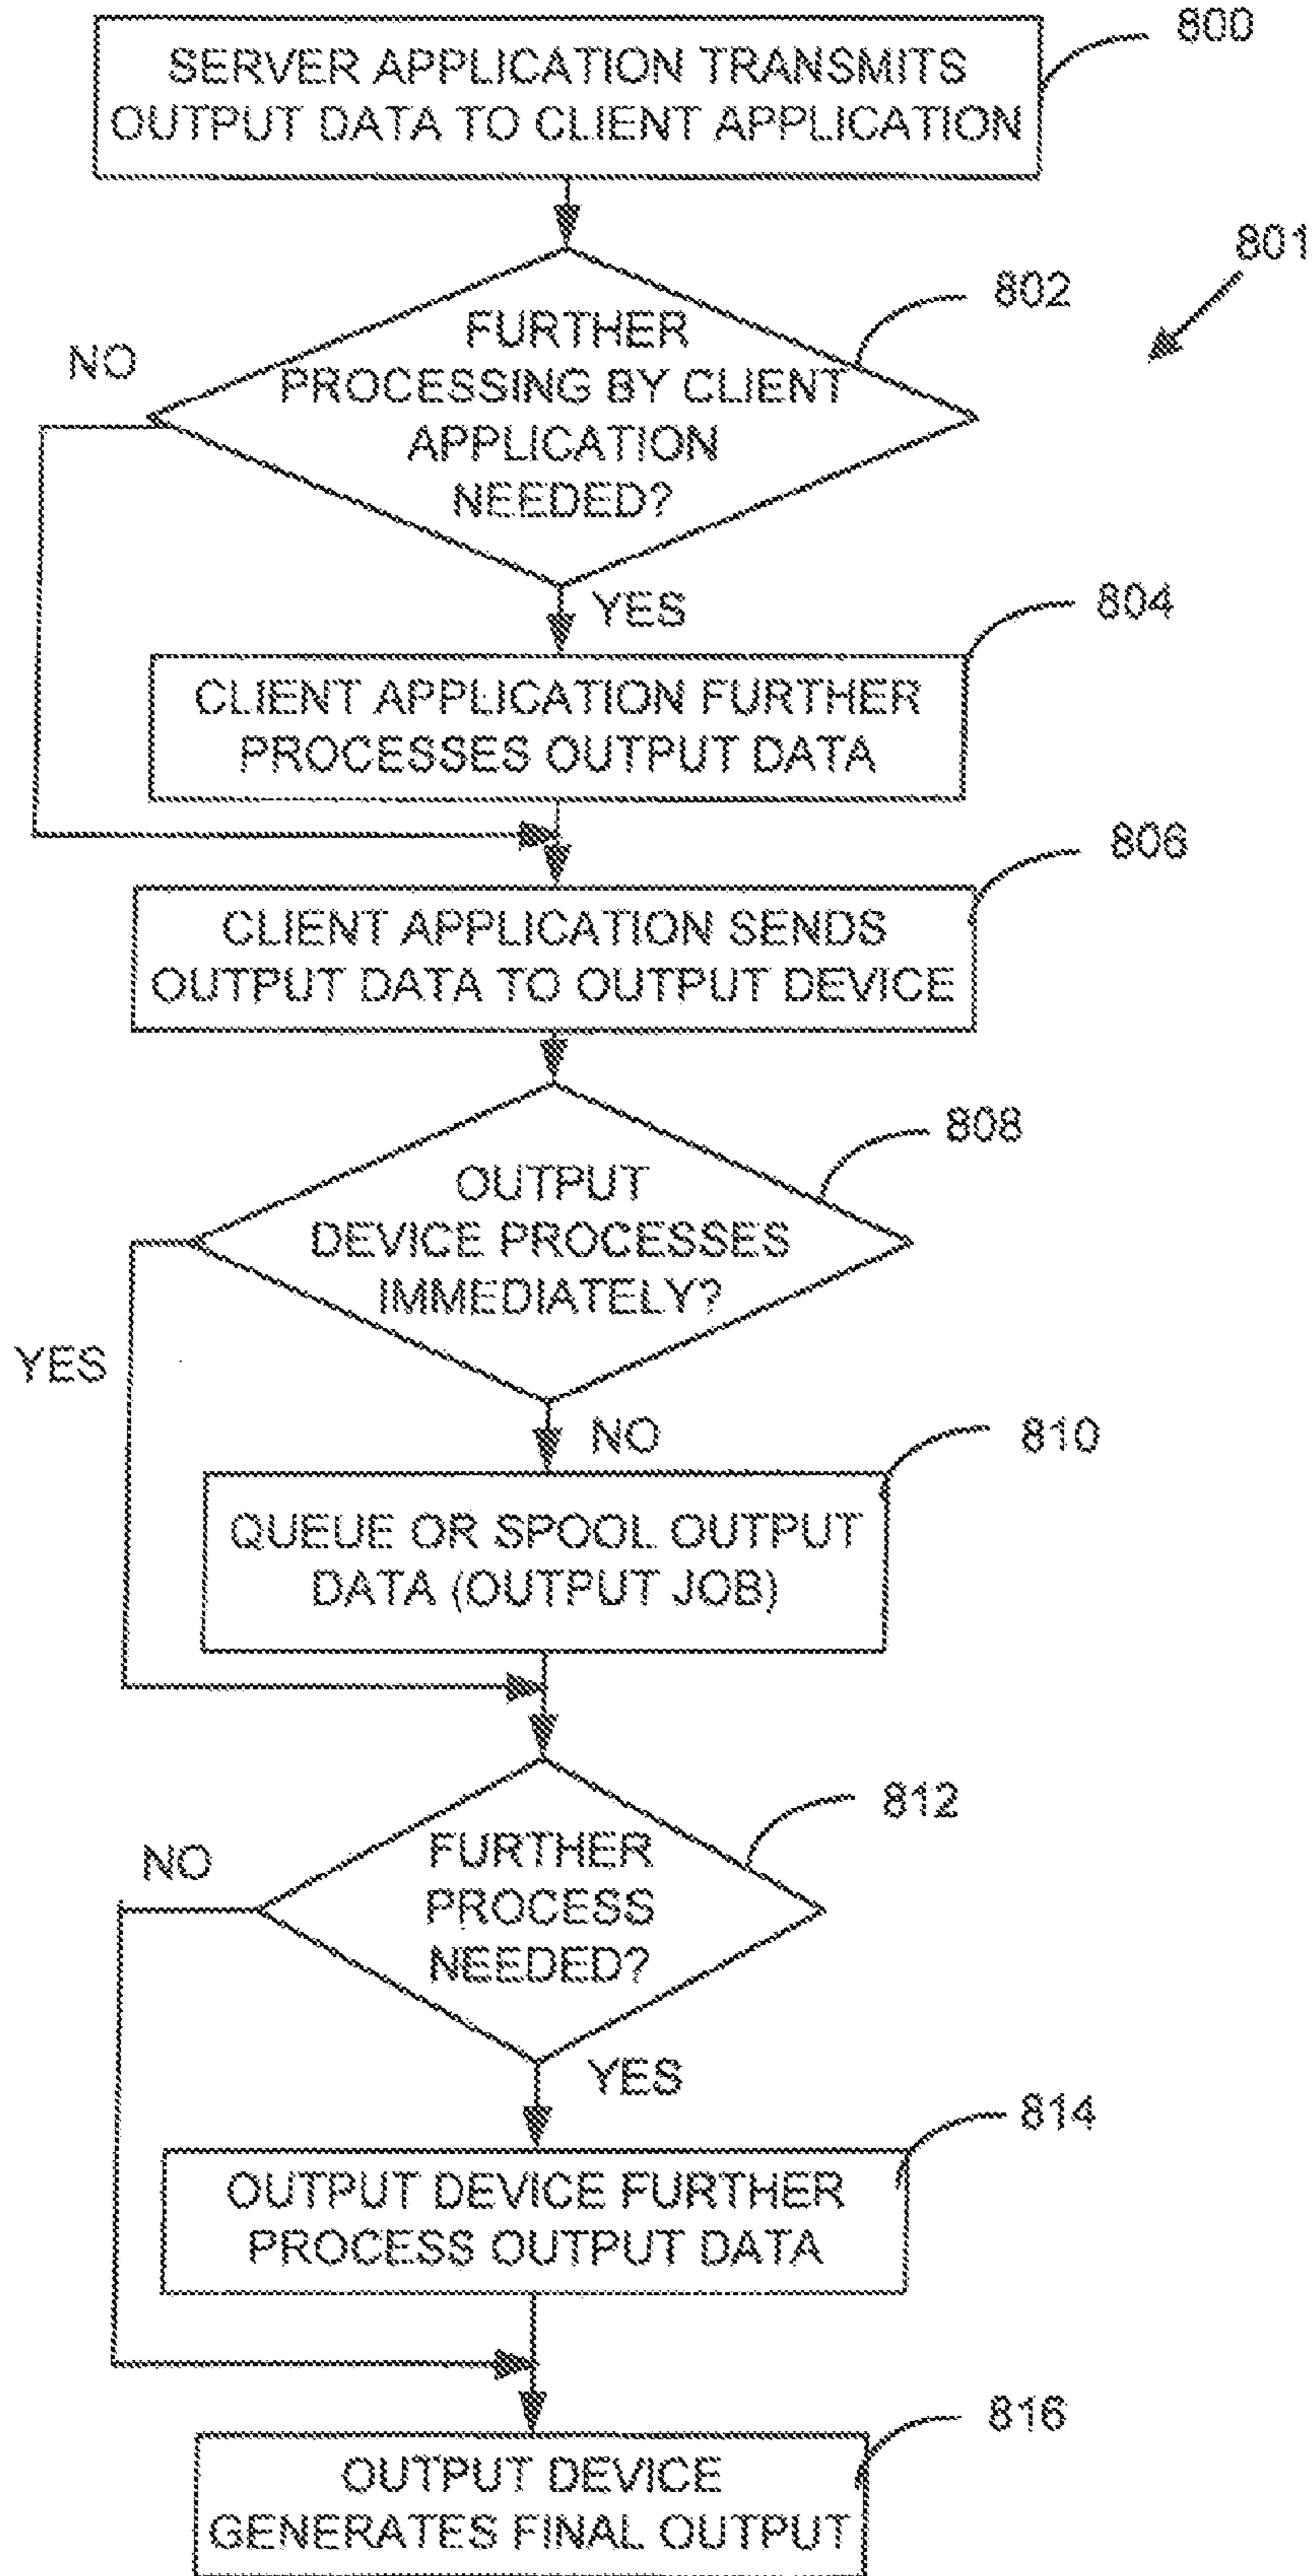 800
SERVER APPLICATION TRANSMITS
OUTPUT DATA TO CLIENT APPLICATION
801
802
FURTHER
PROCESSING BY CLIENT
APPLICATION
NEEDED?
NO
YES
804
CLIENT APPLICATION FURTHER
PROCESSES OUTPUT DATA
806
CLIENT APPLICATION SENDS
OUTPUT DATA TO OUTPUT DEVICE
808
OUTPUT
DEVICE PROCESSES
IMMEDIATELY?
YES
NO
810
QUEUE OR SPOOL OUTPUT
DATA (OUTPUT JOB)
812
FURTHER
PROCESS
NEEDED?
NO
YES
814
OUTPUT DEVICE FURTHER
PROCESS OUTPUT DATA
816
OUTPUT DEVICE
GENERATES FINAL OUTPUT